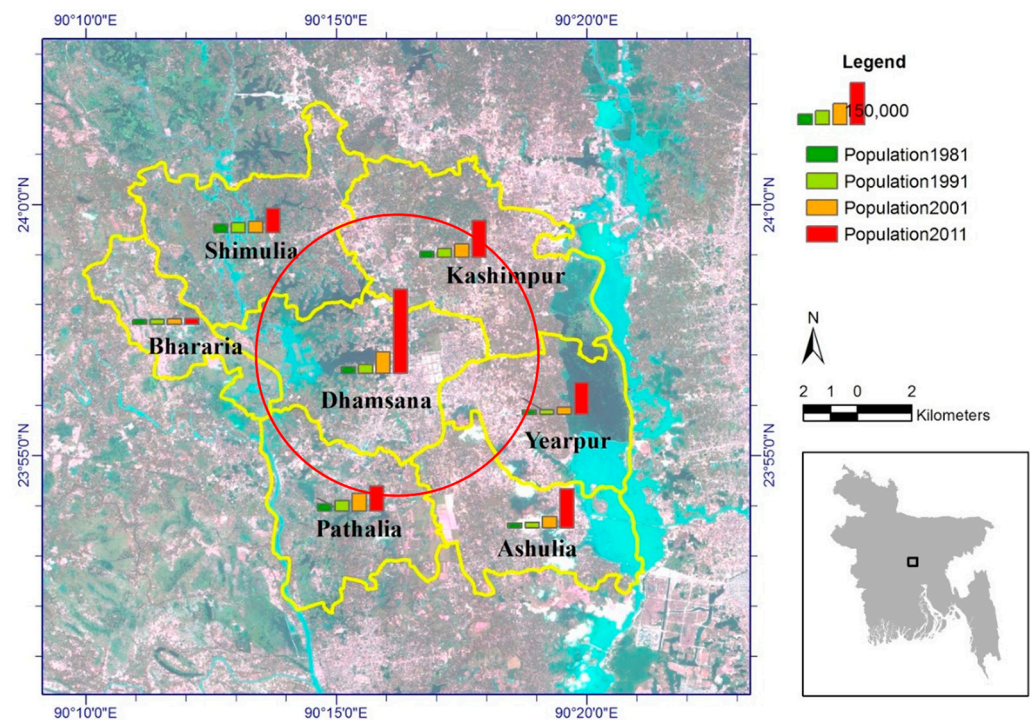 90°10'0"E 90°15'0"E 90°20'0"E
Legend
150,000
Population1981
Population1991
Population2001
Population2011
24°0'0"N
24°0'0"N
Shimulia
Kashimpur
Bhararia
Dhamsana
Yearpur
Pathalia
Ashulia
23°55'0"N
23°55'0"N
N
2 1 0 2
Kilometers
90°10'0"E 90°15'0"E 90°20'0"E